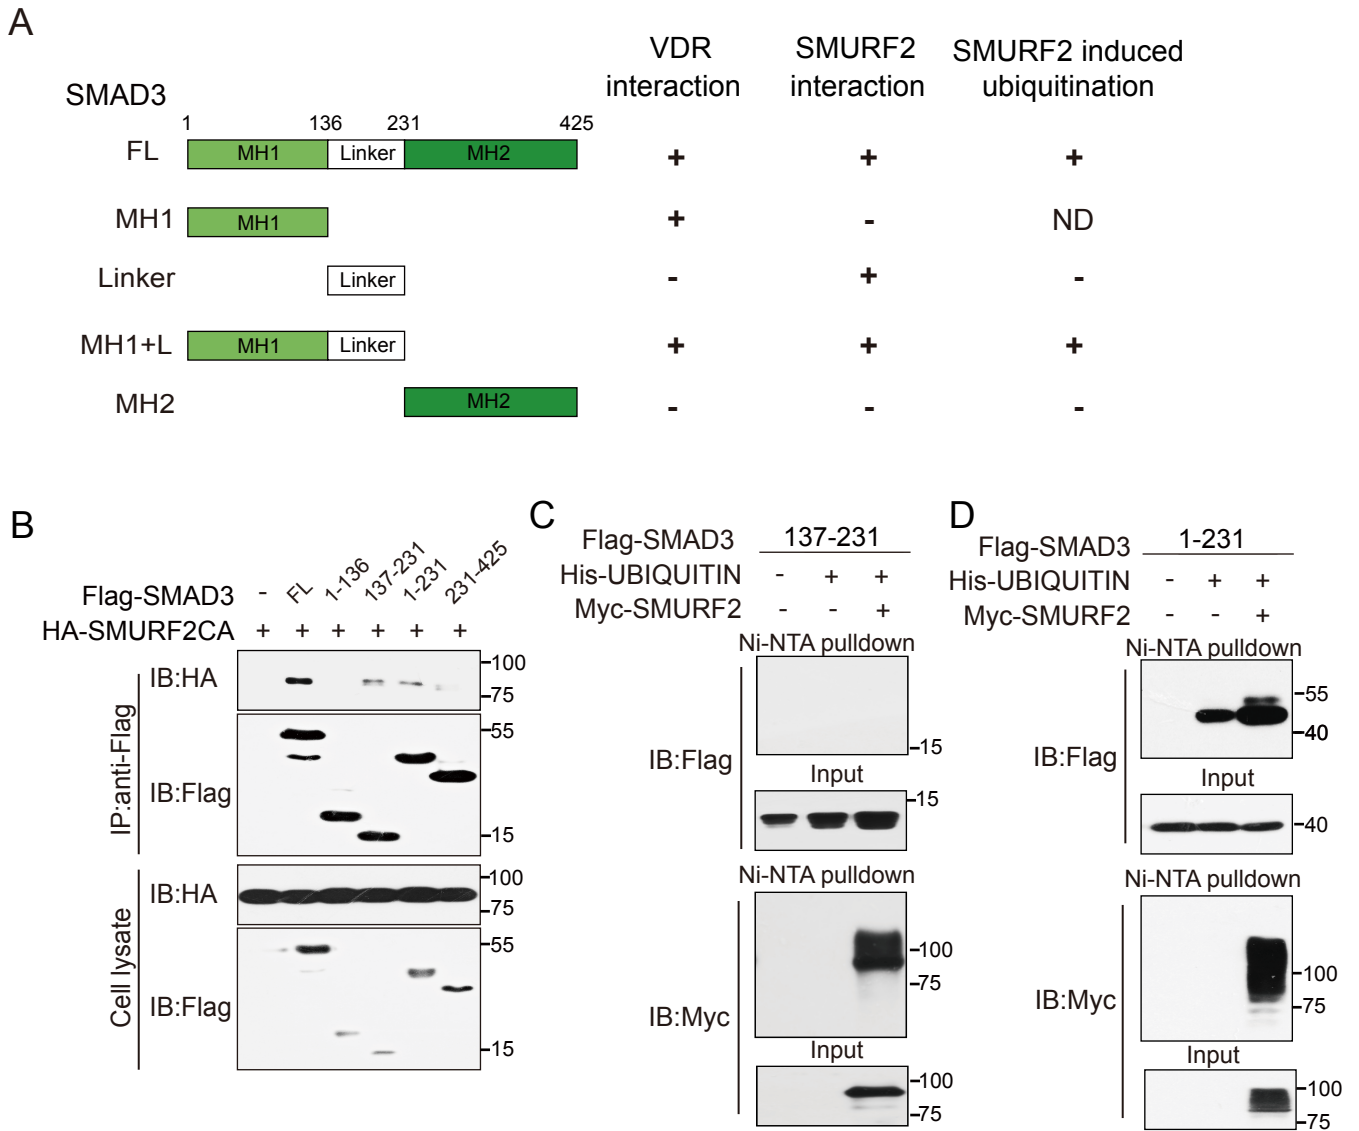 A
VDR interaction
SMURF2 interaction
SMURF2 induced ubiquitination
SMAD3
1 136 231 425
FL MH1 Linker MH2 + + +
MH1 MH1 + - ND
Linker Linker - + -
MH1+L MH1 Linker + + +
MH2 MH2 - - -
B
Flag-SMAD3 - FL 1-136 137-231 1-231 231-425
HA-SMURF2CA + + + + + +
IP:anti-Flag
IB:HA -100
-75
IB:Flag -55
-15
Cell lysate
IB:HA -100
-75
IB:Flag -55
-15
C
Flag-SMAD3 137-231
His-UBIQUITIN - + +
Myc-SMURF2 - - +
Ni-NTA pulldown
-15
IB:Flag
Input
-15
Ni-NTA pulldown
-100
-75
IB:Myc
Input
-100
-75
D
Flag-SMAD3 1-231
His-UBIQUITIN - + +
Myc-SMURF2 - - +
Ni-NTA pulldown
-55
-40
IB:Flag
Input
-40
Ni-NTA pulldown
-100
-75
IB:Myc
Input
-100
-75